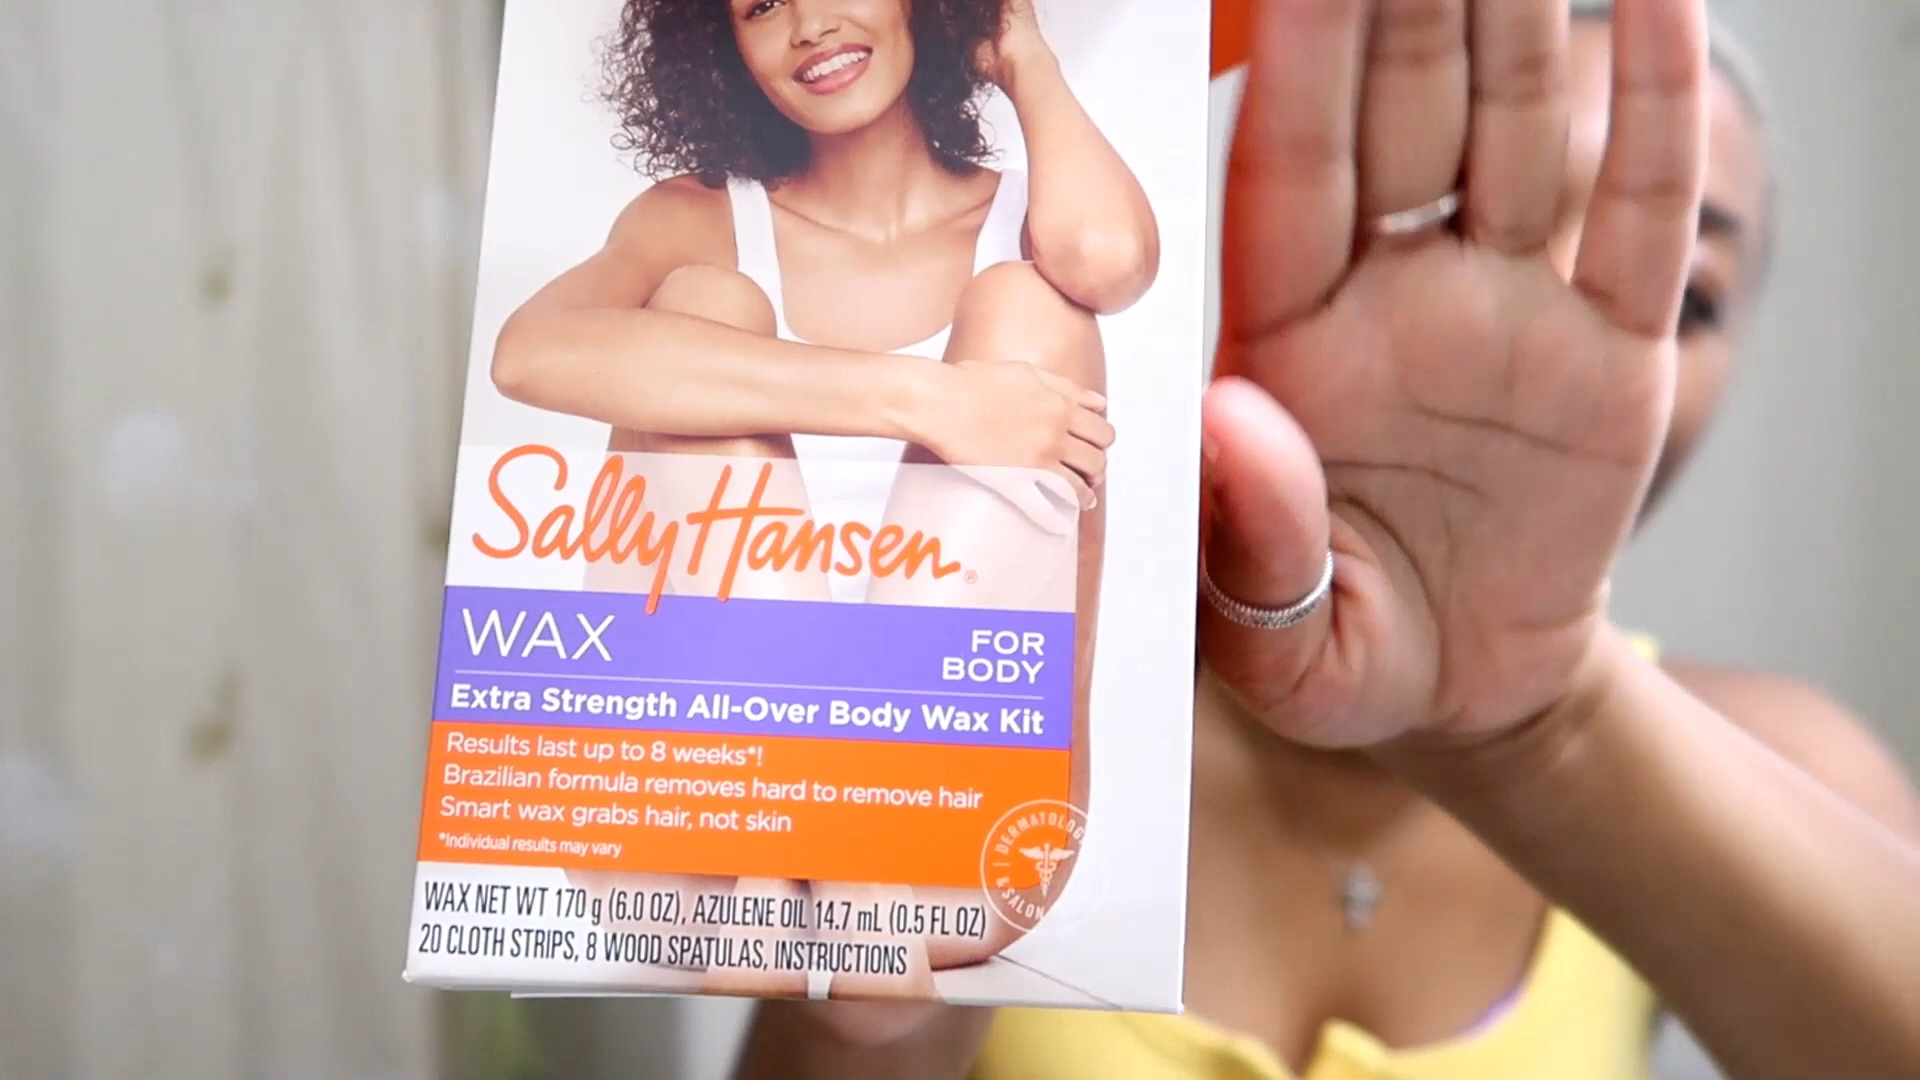 Sally Hansen®
WAX
FOR
BODY
Extra Strength All-Over Body Wax Kit
Results last up to 8 weeks*!
Brazilian formula removes hard to remove hair
Smart wax grabs hair, not skin
*Individual results may vary
WAX NET WT 170 g (6.0 OZ), AZULENE OIL 14.7 mL (0.5 FL OZ)
20 CLOTH STRIPS, 8 WOOD SPATULAS, INSTRUCTIONS